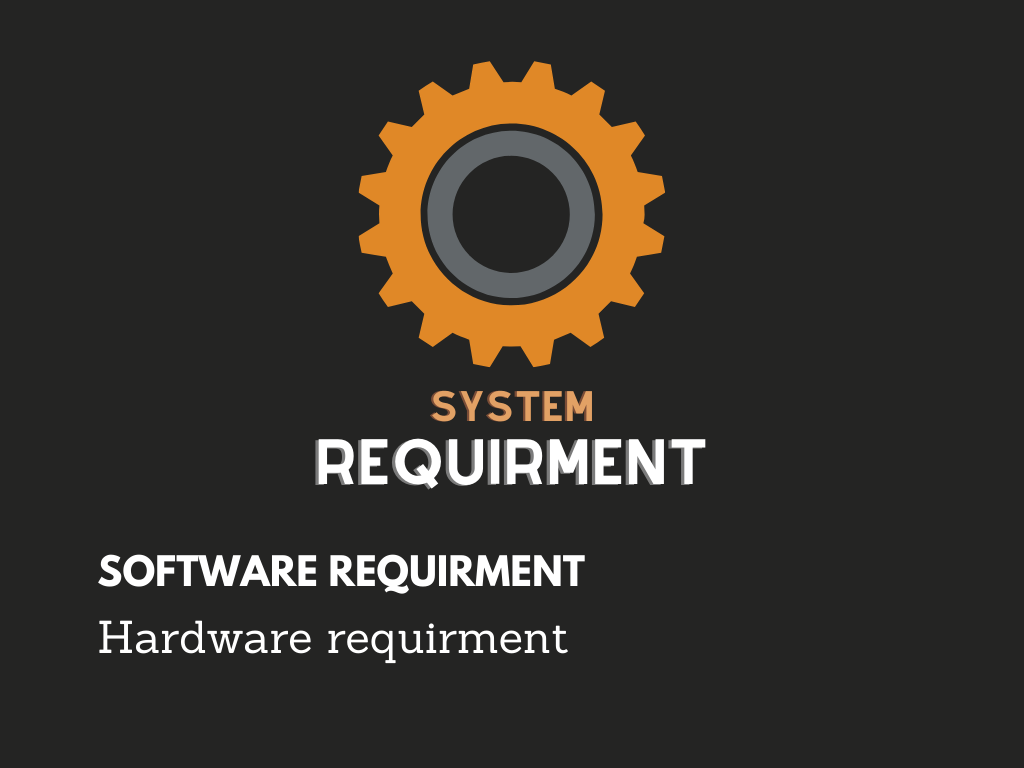 SYSTEM
REQUIRMENT
SOFTWARE REQUIRMENT
Hardware requirment